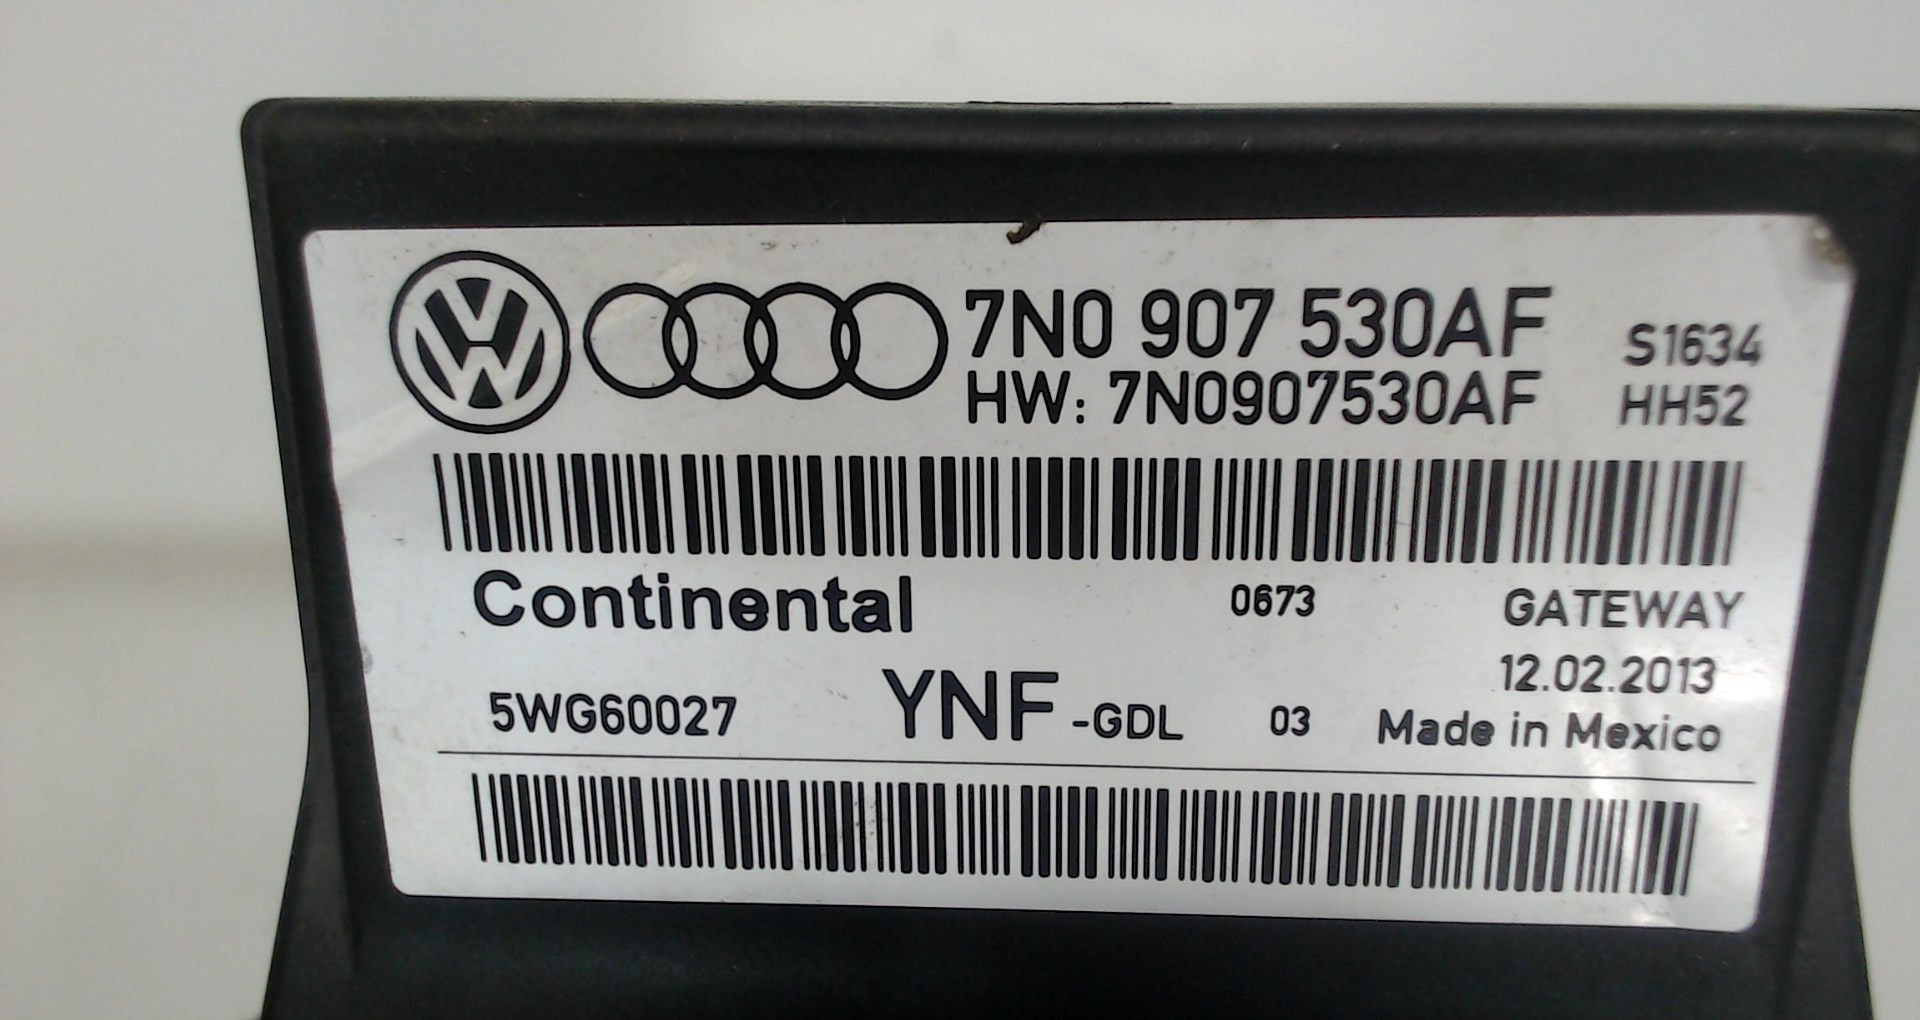 7N0 907 530AF S1634
HW: 7N0907530AF HH52
Continental 0673 GATEWAY
12.02.2013
5WG60027 YNF -GDL 03 Made in Mexico